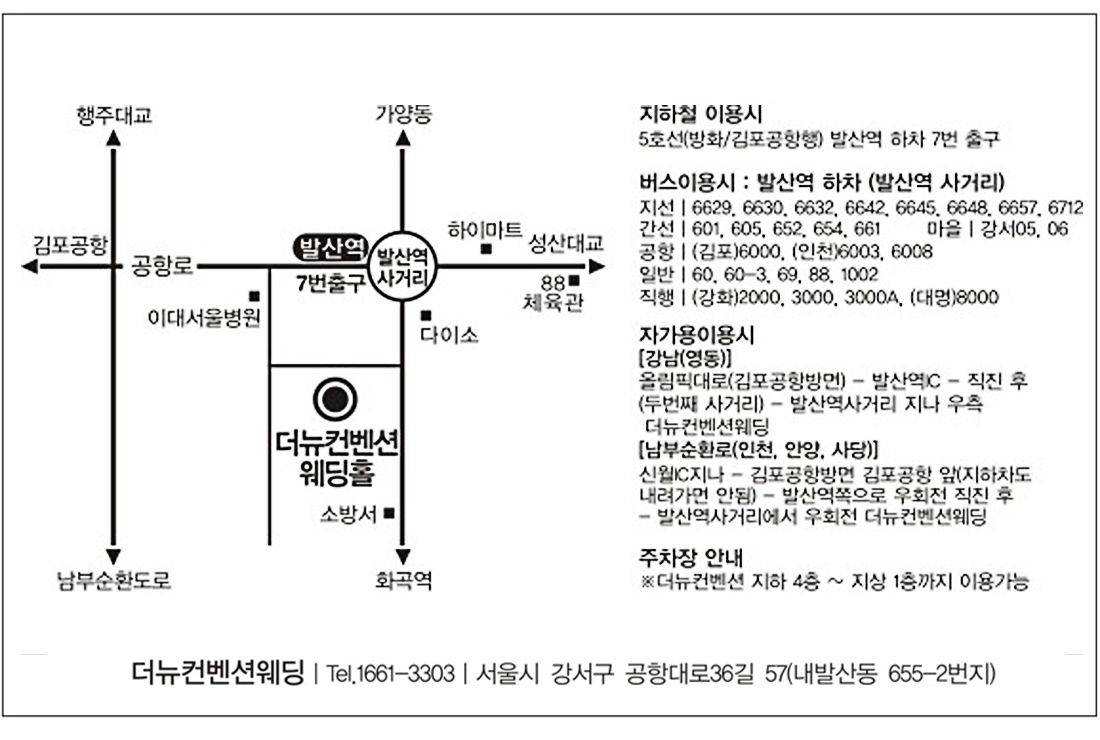 행주대교
가양동
김포공항
공항로
발산역
7번출구
발산역
사거리
하이마트
성산대교
88
체육관
이대서울병원
다이소
더뉴컨벤션
웨딩홀
소방서
남부순환도로
화곡역
지하철 이용시
5호선(방화/김포공항행) 발산역 하차 7번 출구
버스이용시 : 발산역 하차 (발산역 사거리)
지선 | 6629, 6630, 6632, 6642, 6645, 6648, 6657, 6712
간선 | 601, 605, 652, 654, 661 마을 | 강서05, 06
공항 | (김포)6000, (인천)6003, 6008
일반 | 60, 60-3, 69, 88, 1002
직행 | (강화)2000, 3000, 3000A, (대명)8000
자가용이용시
[강남(영동)]
올림픽대로(김포공항방면) - 발산역IC - 직진 후
(두번째 사거리) - 발산역사거리 지나 우측
더뉴컨벤션웨딩
[남부순환로(인천, 안양, 사당)]
신월IC지나 - 김포공항방면 김포공항 앞(지하차도
내려가면 안됨) - 발산역쪽으로 우회전 직진 후
- 발산역사거리에서 우회전 더뉴컨벤션웨딩
주차장 안내
※더뉴컨벤션 지하 4층 ~ 지상 1층까지 이용가능
더뉴컨벤션웨딩 | Tel.1661-3303 | 서울시 강서구 공항대로36길 57(내발산동 655-2번지)